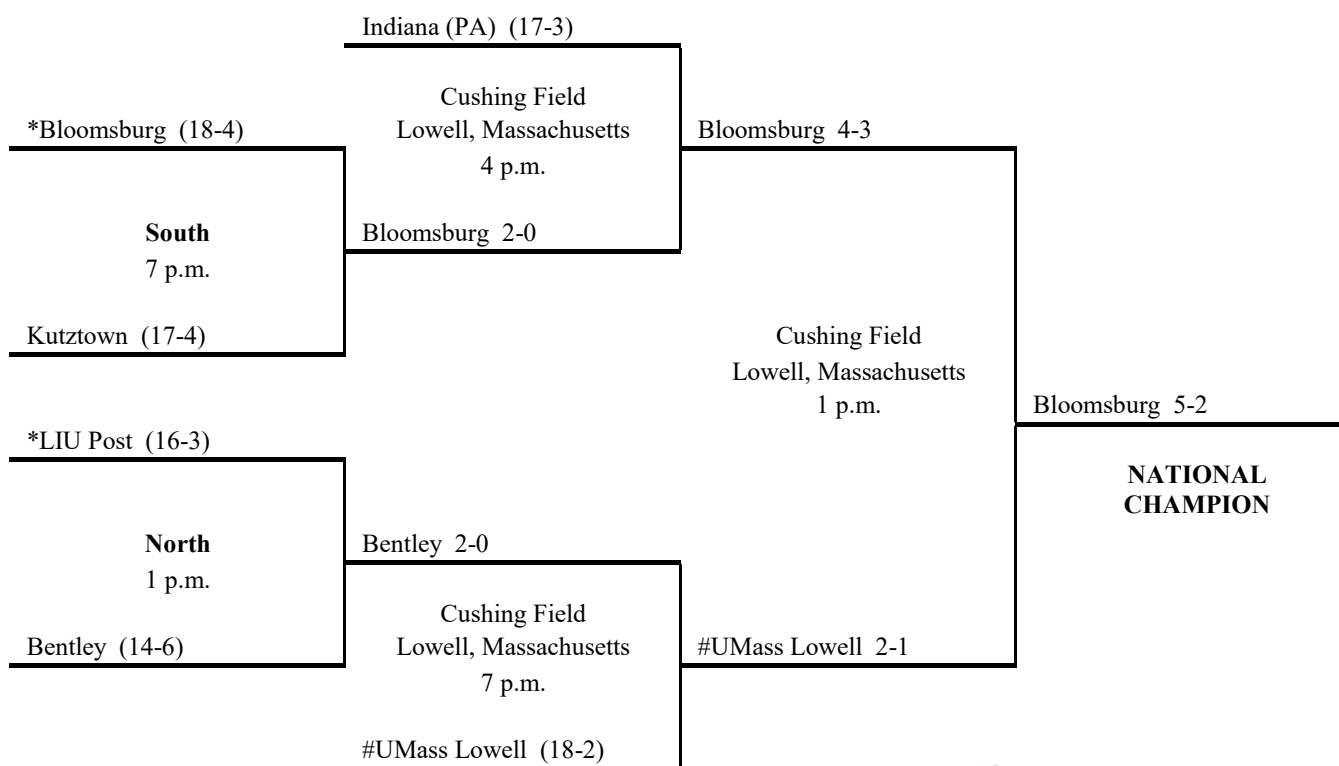 Indiana (PA) (17-3)
Cushing Field
Lowell, Massachusetts
4 p.m.
*Bloomsburg (18-4)
Bloomsburg 4-3
South
7 p.m.
Bloomsburg 2-0
Kutztown (17-4)
Cushing Field
Lowell, Massachusetts
1 p.m.
Bloomsburg 5-2
NATIONAL
CHAMPION
*LIU Post (16-3)
North
1 p.m.
Bentley 2-0
Bentley (14-6)
Cushing Field
Lowell, Massachusetts
7 p.m.
#UMass Lowell 2-1
#UMass Lowell (18-2)